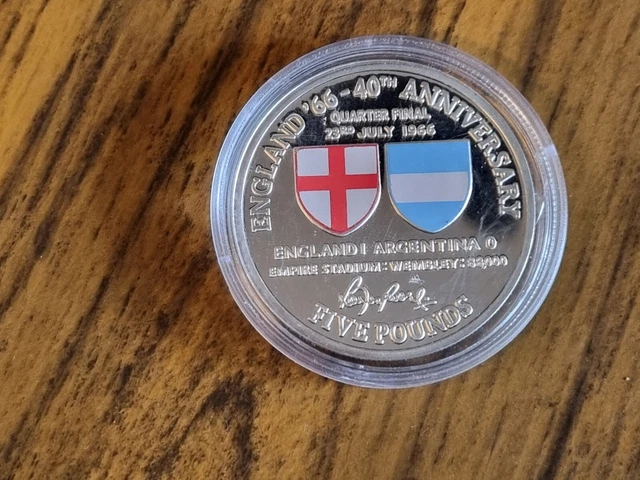 ENGLAND '66 - 40TH ANNIVERSARY
QUARTER FINAL
23RD JULY 1966
ENGLAND 1 ARGENTINA 0
EMPIRE STADIUM: WEMBLEY: 88,000
FIVE POUNDS